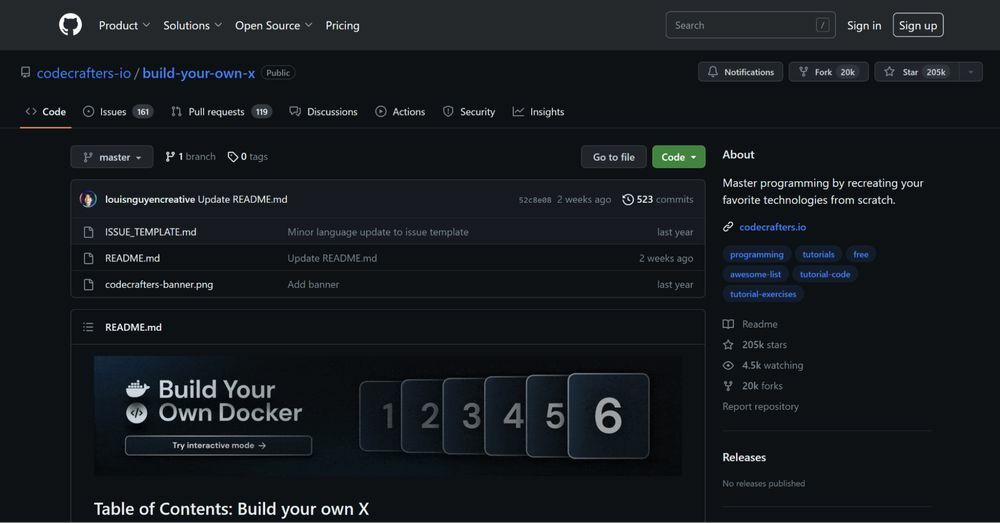 Product Solutions Open Source Pricing Search / Sign in Sign up
codecrafters-io / build-your-own-x Public Notifications Fork 20k Star 205k
Code Issues 161 Pull requests 119 Discussions Actions Security Insights
master 1 branch 0 tags Go to file Code
louisnguyencreative Update README.md 52c8e08 2 weeks ago 523 commits
ISSUE_TEMPLATE.md Minor language update to issue template last year
README.md Update README.md 2 weeks ago
codecrafters-banner.png Add banner last year
README.md
Build Your
Own Docker
Try interactive mode →
1 2 3 4 5 6
Table of Contents: Build your own X
About
Master programming by recreating your
favorite technologies from scratch.
codecrafters.io
programming tutorials free
awesome-list tutorial-code
tutorial-exercises
Readme
205k stars
4.5k watching
20k forks
Report repository
Releases
No releases published